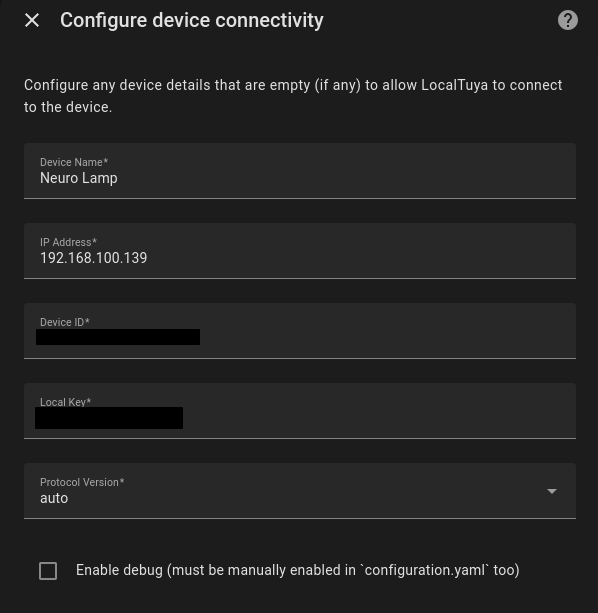 Configure device connectivity
Configure any device details that are empty (if any) to allow LocalTuya to connect
to the device.
Device Name*
Neuro Lamp
IP Address*
192.168.100.139
Device ID*
Local Key*
Protocol Version*
auto
Enable debug (must be manually enabled in `configuration.yaml` too)